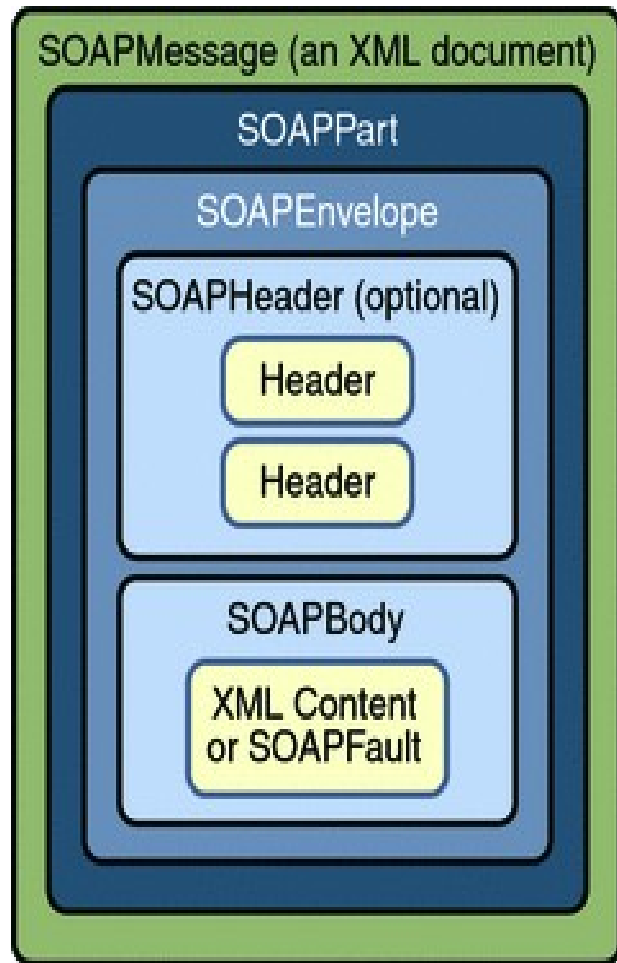 SOAPMessage (an XML document)
SOAPPart
SOAPEnvelope
SOAPHeader (optional)
Header
Header
SOAPBody
XML Content
or SOAPFault